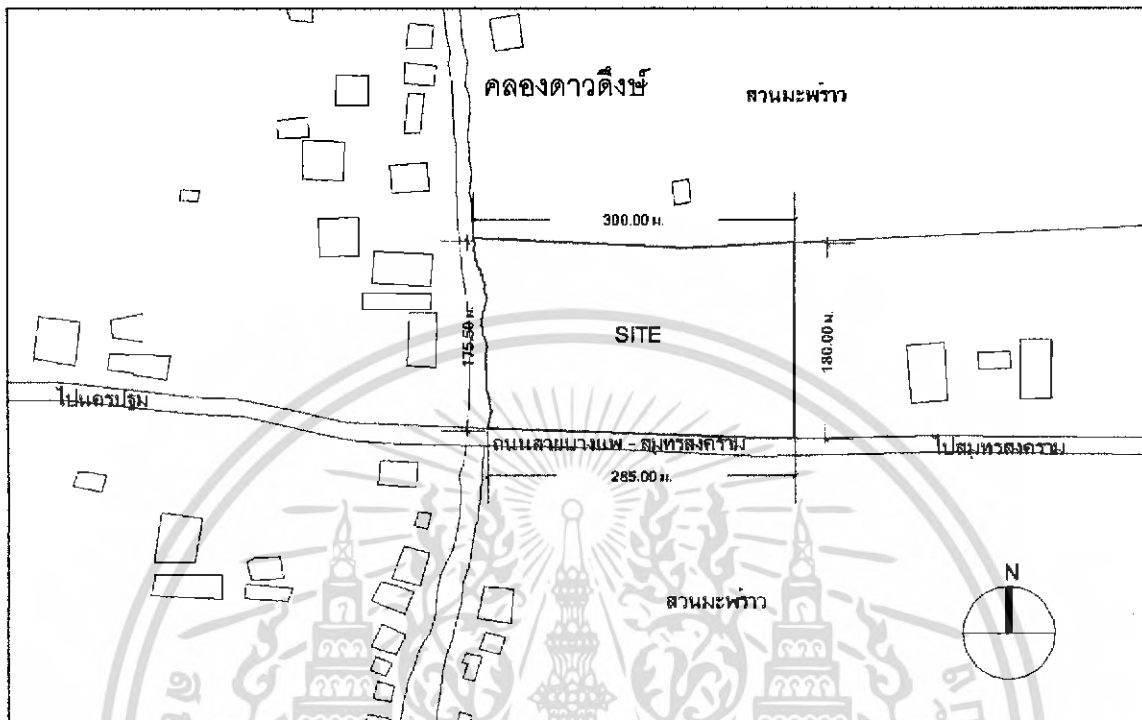 คลองดาวดึงษ์
สวนมะพร้าว
300.00 ม.
SITE
175.50 ม.
180.00 ม.
ไปนครปฐม
ถนนสายบางแพ - สมุทรสงคราม
ไปสมุทรสงคราม
285.00 ม.
สวนมะพร้าว
N